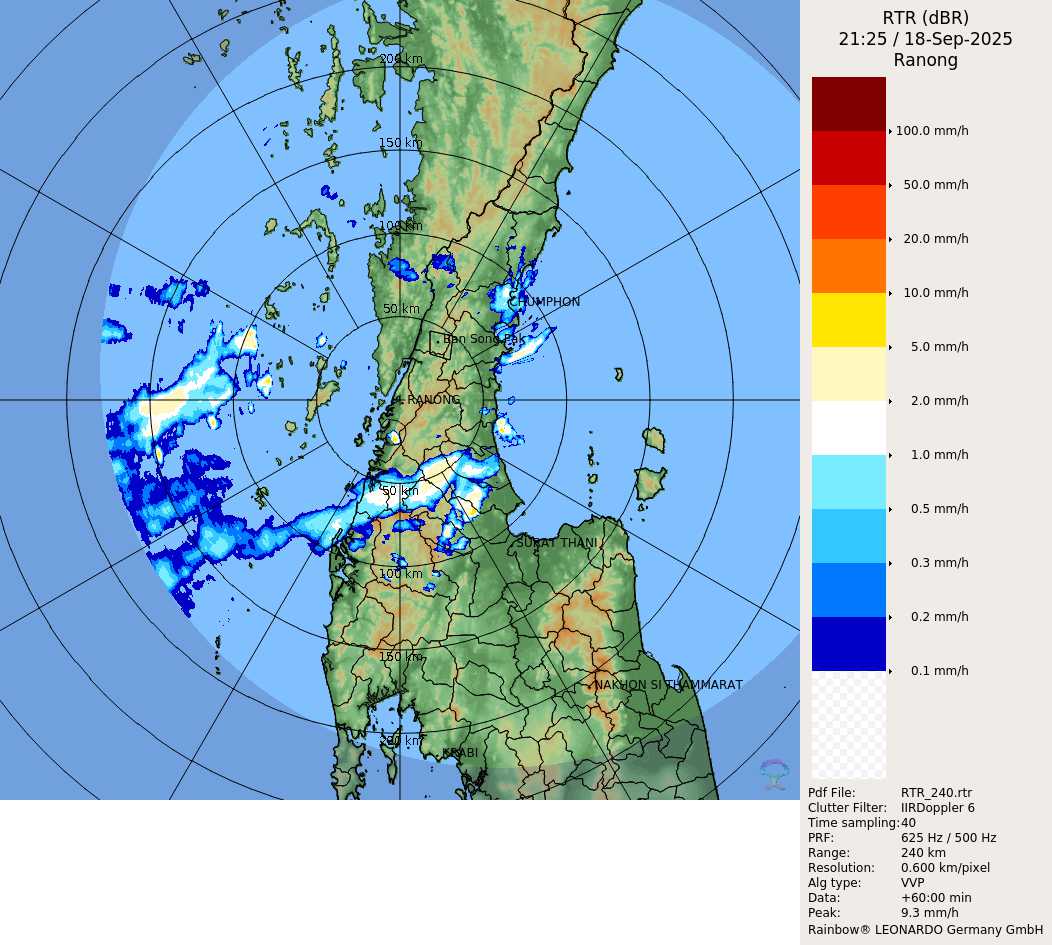 RTR (dBR)
21:25 / 18-Sep-2025
Ranong
100.0 mm/h
50.0 mm/h
20.0 mm/h
10.0 mm/h
5.0 mm/h
2.0 mm/h
1.0 mm/h
0.5 mm/h
0.3 mm/h
0.2 mm/h
0.1 mm/h
Pdf File: RTR_240.rtr
Clutter Filter: IIRDoppler 6
Time sampling: 40
PRF: 625 Hz / 500 Hz
Range: 240 km
Resolution: 0.600 km/pixel
Alg type: VVP
Data: +60:00 min
Peak: 9.3 mm/h
Rainbow® LEONARDO Germany GmbH
200 km
150 km
100 km
CHUMPHON
50 km
Ban Song Pak
RANONG
50 km
SURAT THANI
100 km
150 km
NAKHON SI THAMMARAT
200 km
KRABI